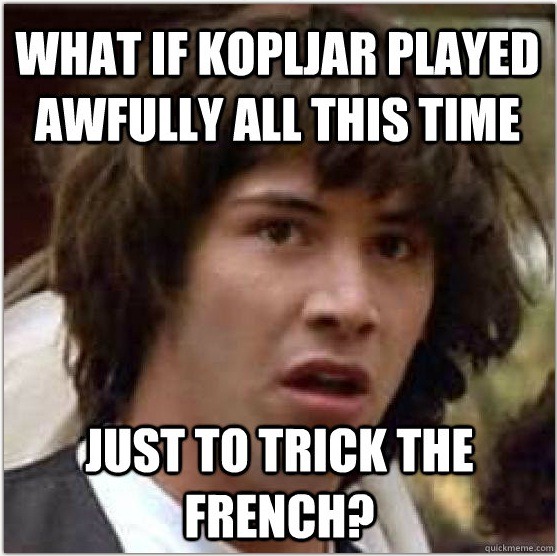 WHAT IF KOPLJAR PLAYED
AWFULLY ALL THIS TIME
JUST TO TRICK THE
FRENCH?
quickmeme.com